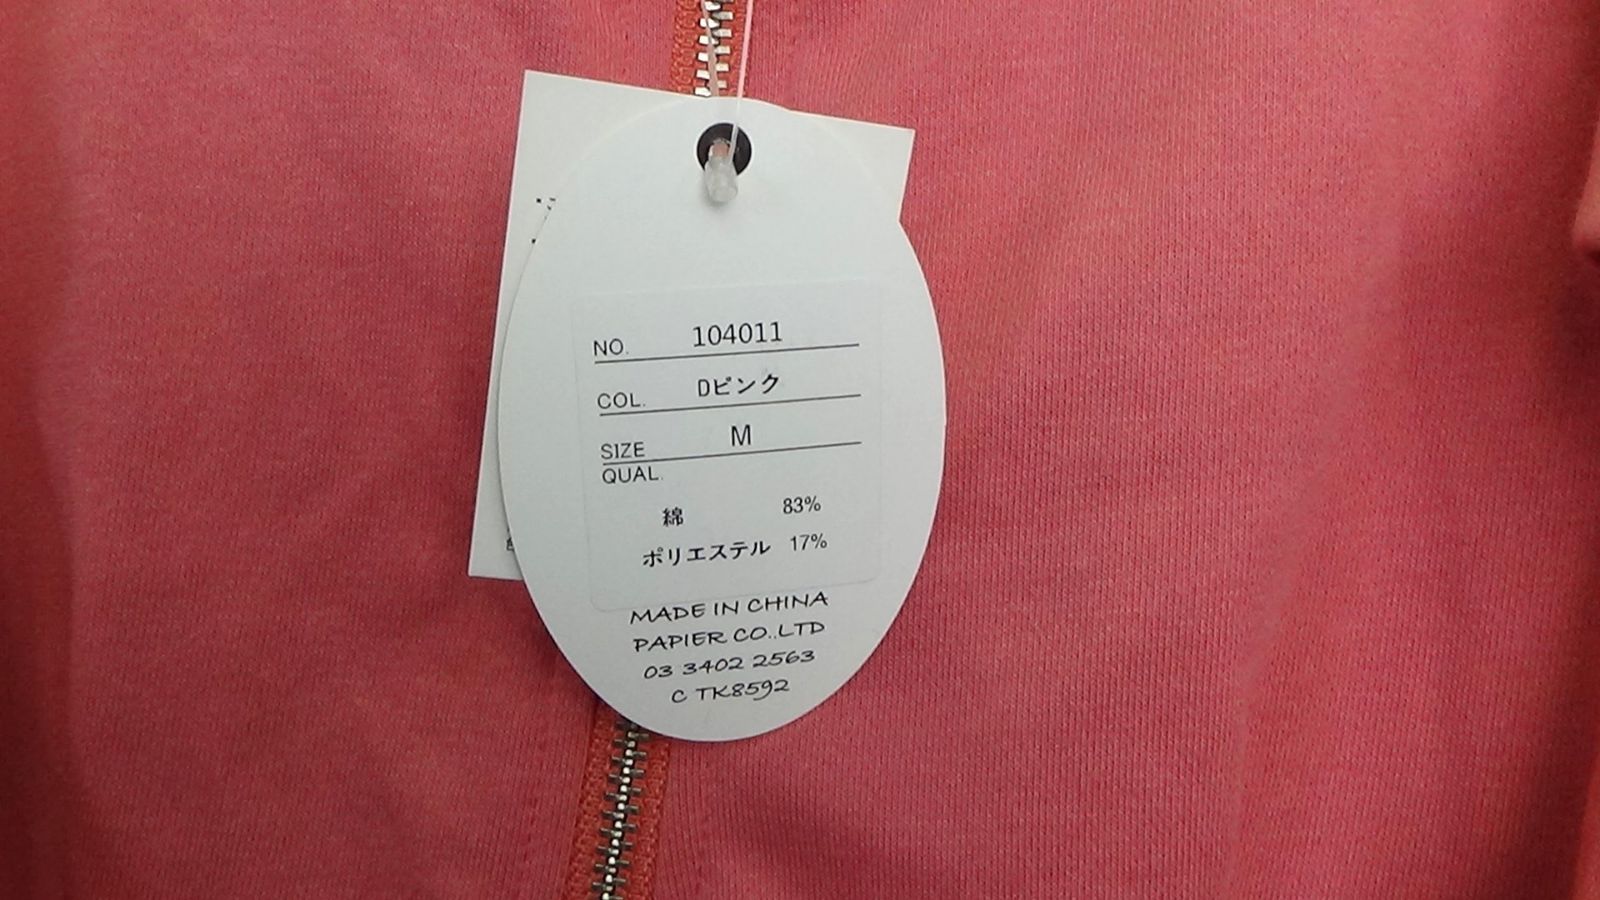 NO. 104011
COL. Dピンク
SIZE M
QUAL.
綿 83%
ポリエステル 17%
MADE IN CHINA
PAPIER CO.,LTD
03 3402 2563
C TK8592